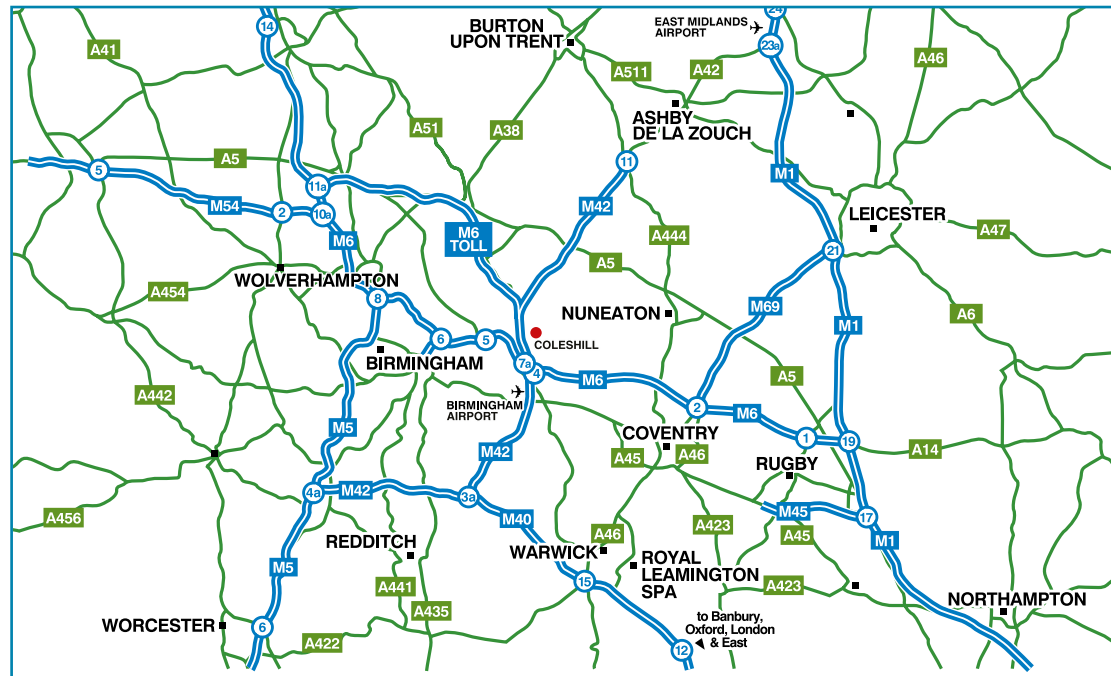 24
14
BURTON
UPON TRENT
EAST MIDLANDS
AIRPORT
23a
A41
A46
A511
A42
ASHBY
DE LA ZOUCH
A51
A38
A5
11
5
11a
M1
M54
2
10a
M42
M6
M6
TOLL
LEICESTER
A444
A47
21
A5
WOLVERHAMPTON
A454
8
M69
NUNEATON
A6
M1
6
5
COLESHILL
BIRMINGHAM
7a
4
M6
A5
A442
BIRMINGHAM
AIRPORT
2
M6
M5
COVENTRY
1
19
M42
A45
A46
A14
RUGBY
4a
M42
3a
M40
M45
17
A456
A46
A423
A45
M1
REDDITCH
WARWICK
ROYAL
LEAMINGTON
SPA
M5
15
A441
A423
A435
NORTHAMPTON
WORCESTER
6
A422
to Banbury,
Oxford, London
& East
12